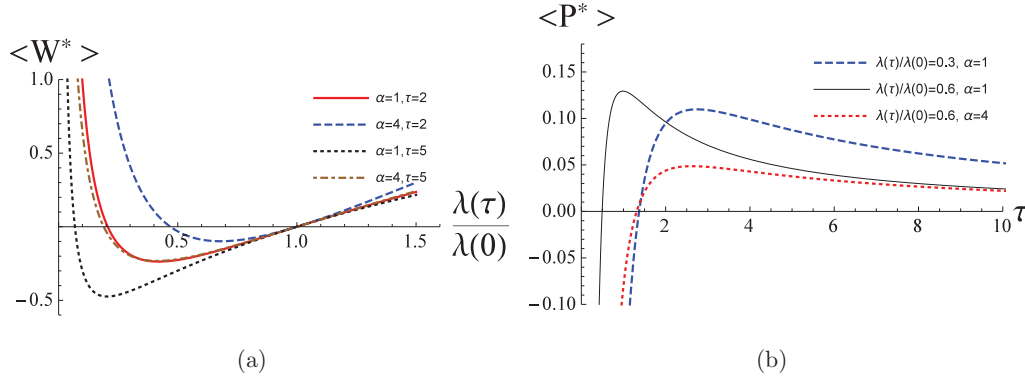 <W* >
1.0
0.5
−0.5
0.5
1.0
1.5
α=1,τ=2
α=4,τ=2
α=1,τ=5
α=4,τ=5
λ(τ)
λ(0)
(a)
<P* >
0.15
0.10
0.05
0.00
−0.05
−0.10
2
4
6
8
10
τ
λ(τ)/λ(0)=0.3, α=1
λ(τ)/λ(0)=0.6, α=1
λ(τ)/λ(0)=0.6, α=4
(b)